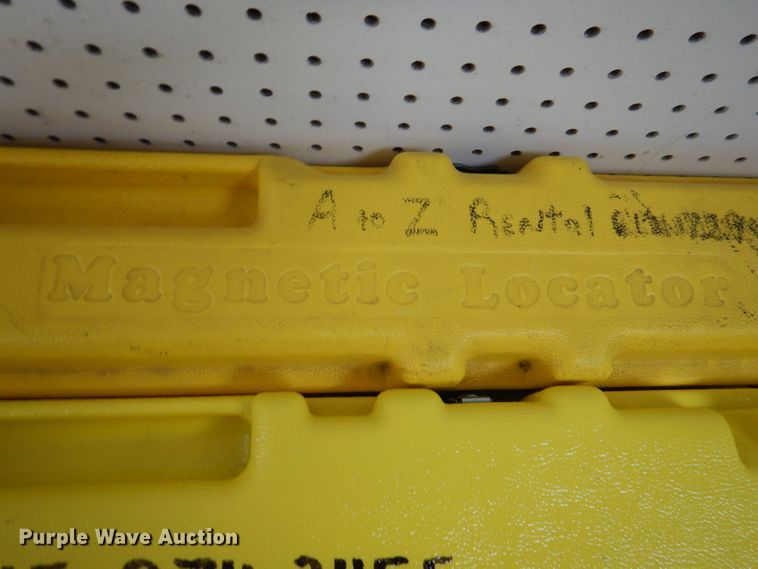 A to Z Rental
Magnetic Locator
Purple Wave Auction